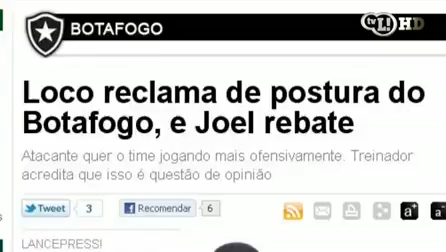 BOTAFOGO
tv L! HD
Loco reclama de postura do
Botafogo, e Joel rebate
Atacante quer o time jogando mais ofensivamente. Treinador
acredita que isso é questão de opinião
Tweet 3 Recomendar 6 a+ a-
LANCEPRESS!